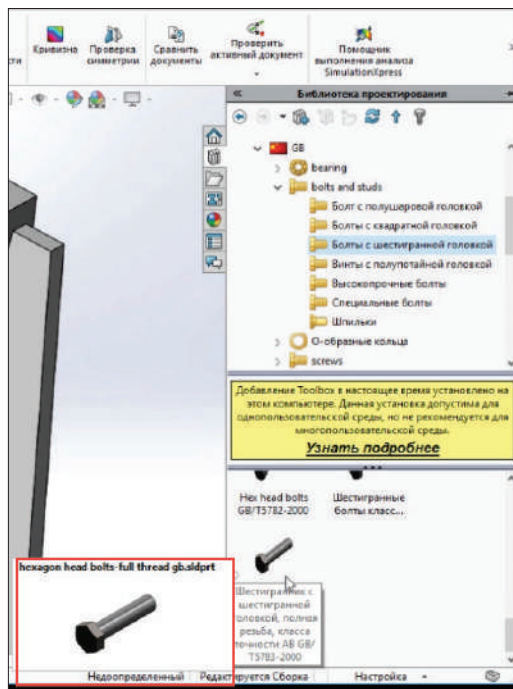 Кривизна
Проверка симметрии
Сравнить документы
Проверить активный документ
Помощник выполнения анализа SimulationXpress
сти
Библиотека проектирования
GB
bearing
bolts and studs
Болт с полушаровой головкой
Болты с квадратной головкой
Болты с шестигранной головкой
Винты с полупотайной головкой
Высокопрочные болты
Специальные болты
Шпильки
О-образные кольца
screws
Добавление Toolbox в настоящее время установлено на
этом компьютере. Данная установка допустима для
однопользовательской среды, но не рекомендуется для
многопользовательской среды.
Узнать подробнее
Hex head bolts
GB/T5782-2000
Шестигранные
болты класс...
hexagon head bolts-full thread gb.sldprt
Шестигранник с
шестигранной
головкой, полная
резьба, класса
точности AB GB/
T5783-2000
Недоопределенный
Редактируется Сборка
Настройка